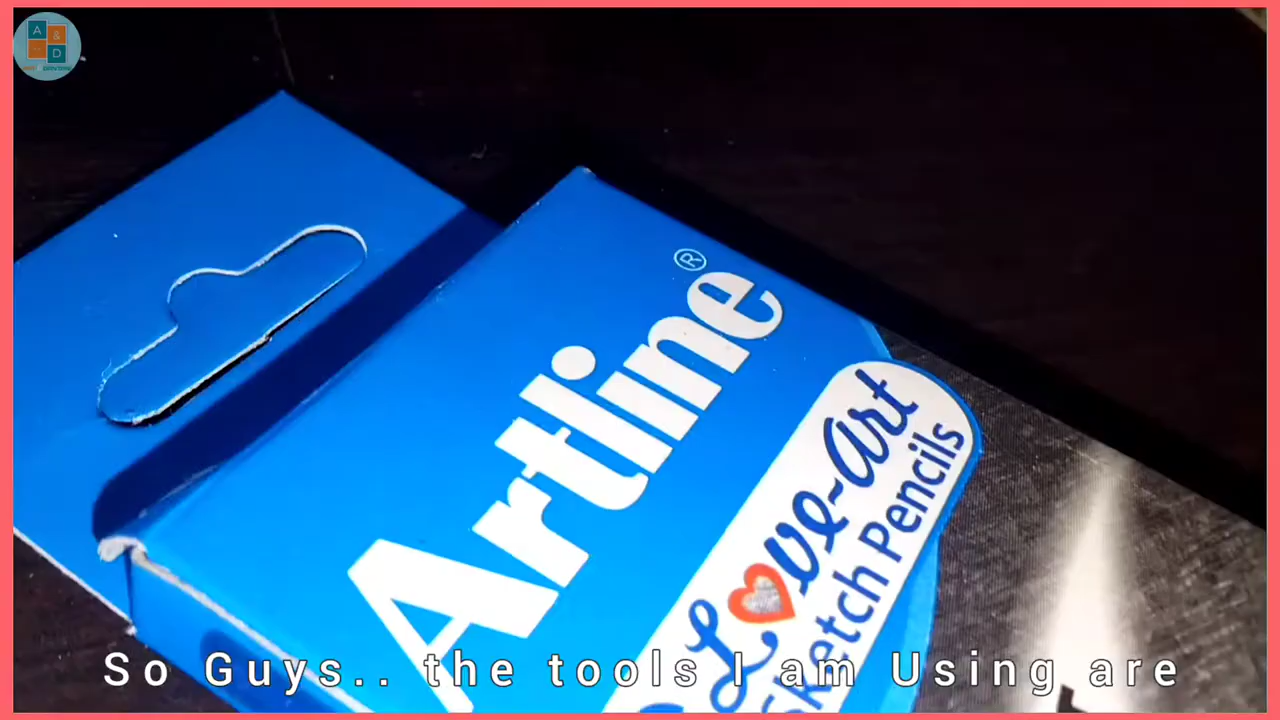 A &
D
Artline®
Love-Art
Sketch Pencils
So Guys.. the tools I am Using are